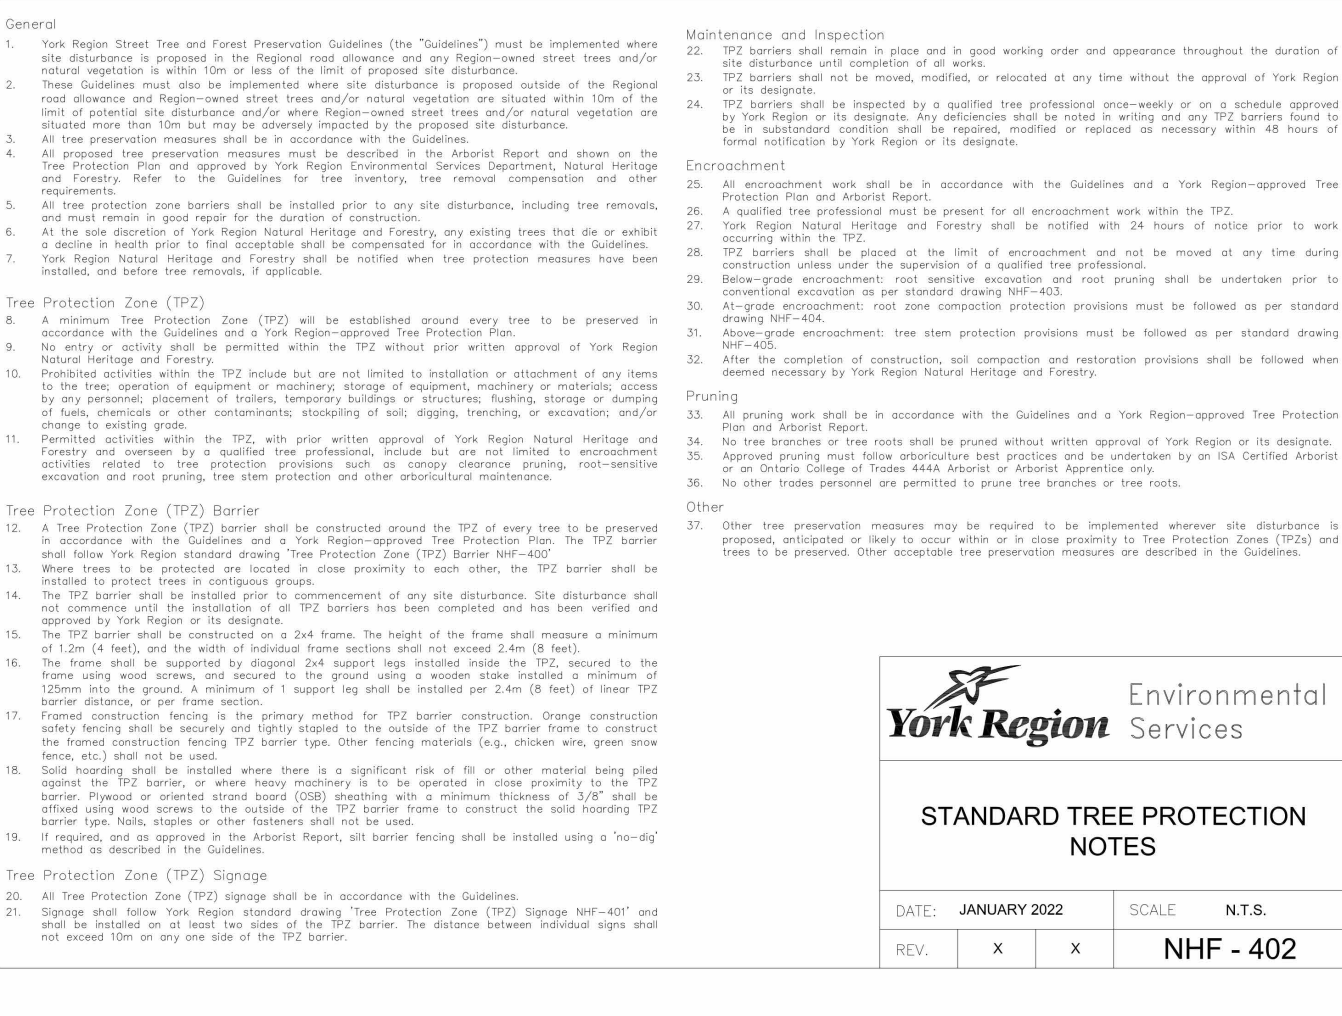 General
1. York Region Street Tree and Forest Preservation Guidelines (the "Guidelines") must be implemented where
site disturbance is proposed in the Regional road allowance and any Region-owned street trees and/or
natural vegetation is within 10m or less of the limit of proposed site disturbance.
2. These Guidelines must also be implemented where site disturbance is proposed outside of the Regional
road allowance and Region-owned street trees and/or natural vegetation are situated within 10m of the
limit of potential site disturbance and/or where Region-owned street trees and/or natural vegetation are
situated more than 10m but may be adversely impacted by the proposed site disturbance.
3. All tree preservation measures shall be in accordance with the Guidelines.
4. All proposed tree preservation measures must be described in the Arborist Report and shown on the
Tree Protection Plan and approved by York Region Environmental Services Department, Natural Heritage
and Forestry. Refer to the Guidelines for tree inventory, tree removal compensation and other
requirements.
5. All tree protection zone barriers shall be installed prior to any site disturbance, including tree removals,
and must remain in good repair for the duration of construction.
6. At the sole discretion of York Region Natural Heritage and Forestry, any existing trees that die or exhibit
a decline in health prior to final acceptable shall be compensated for in accordance with the Guidelines.
7. York Region Natural Heritage and Forestry shall be notified when tree protection measures have been
installed, and before tree removals, if applicable.
Tree Protection Zone (TPZ)
8. A minimum Tree Protection Zone (TPZ) will be established around every tree to be preserved in
accordance with the Guidelines and a York Region-approved Tree Protection Plan.
9. No entry or activity shall be permitted within the TPZ without prior written approval of York Region
Natural Heritage and Forestry.
10. Prohibited activities within the TPZ include but are not limited to installation or attachment of any items
to the tree; operation of equipment or machinery; storage of equipment, machinery or materials; access
by any personnel; placement of trailers, temporary buildings or structures; flushing, storage or dumping
of fuels, chemicals or other contaminants; stockpiling of soil; digging, trenching, or excavation; and/or
change to existing grade.
11. Permitted activities within the TPZ, with prior written approval of York Region Natural Heritage and
Forestry and overseen by a qualified tree professional, include but are not limited to encroachment
activities related to tree protection provisions such as canopy clearance pruning, root-sensitive
excavation and root pruning, tree stem protection and other arboricultural maintenance.
Tree Protection Zone (TPZ) Barrier
12. A Tree Protection Zone (TPZ) barrier shall be constructed around the TPZ of every tree to be preserved
in accordance with the Guidelines and a York Region-approved Tree Protection Plan. The TPZ barrier
shall follow York Region standard drawing 'Tree Protection Zone (TPZ) Barrier NHF-400'
13. Where trees to be protected are located in close proximity to each other, the TPZ barrier shall be
installed to protect trees in contiguous groups.
14. The TPZ barrier shall be installed prior to commencement of any site disturbance. Site disturbance shall
not commence until the installation of all TPZ barriers has been completed and has been verified and
approved by York Region or its designate.
15. The TPZ barrier shall be constructed on a 2x4 frame. The height of the frame shall measure a minimum
of 1.2m (4 feet), and the width of individual frame sections shall not exceed 2.4m (8 feet).
16. The frame shall be supported by diagonal 2x4 support legs installed inside the TPZ, secured to the
frame using wood screws, and secured to the ground using a wooden stake installed a minimum of
125mm into the ground. A minimum of 1 support leg shall be installed per 2.4m (8 feet) of linear TPZ
barrier distance, or per frame section.
17. Framed construction fencing is the primary method for TPZ barrier construction. Orange construction
safety fencing shall be securely and tightly stapled to the outside of the TPZ barrier frame to construct
the framed construction fencing TPZ barrier type. Other fencing materials (e.g., chicken wire, green snow
fence, etc.) shall not be used.
18. Solid hoarding shall be installed where there is a significant risk of fill or other material being piled
against the TPZ barrier, or where heavy machinery is to be operated in close proximity to the TPZ
barrier. Plywood or oriented strand board (OSB) sheathing with a minimum thickness of 3/8" shall be
affixed using wood screws to the outside of the TPZ barrier frame to construct the solid hoarding TPZ
barrier type. Nails, staples or other fasteners shall not be used.
19. If required, and as approved in the Arborist Report, silt barrier fencing shall be installed using a 'no-dig'
method as described in the Guidelines.
Tree Protection Zone (TPZ) Signage
20. All Tree Protection Zone (TPZ) signage shall be in accordance with the Guidelines.
21. Signage shall follow York Region standard drawing 'Tree Protection Zone (TPZ) Signage NHF-401' and
shall be installed on at least two sides of the TPZ barrier. The distance between individual signs shall
not exceed 10m on any one side of the TPZ barrier.
Maintenance and Inspection
22. TPZ barriers shall remain in place and in good working order and appearance throughout the duration of
site disturbance until completion of all works.
23. TPZ barriers shall not be moved, modified, or relocated at any time without the approval of York Region
or its designate.
24. TPZ barriers shall be inspected by a qualified tree professional once-weekly or on a schedule approved
by York Region or its designate. Any deficiencies shall be noted in writing and any TPZ barriers found to
be in substandard condition shall be repaired, modified or replaced as necessary within 48 hours of
formal notification by York Region or its designate.
Encroachment
25. All encroachment work shall be in accordance with the Guidelines and a York Region-approved Tree
Protection Plan and Arborist Report.
26. A qualified tree professional must be present for all encroachment work within the TPZ.
27. York Region Natural Heritage and Forestry shall be notified with 24 hours of notice prior to work
occurring within the TPZ.
28. TPZ barriers shall be placed at the limit of encroachment and not be moved at any time during
construction unless under the supervision of a qualified tree professional.
29. Below-grade encroachment: root sensitive excavation and root pruning shall be undertaken prior to
conventional excavation as per standard drawing NHF-403.
30. At-grade encroachment: root zone compaction protection provisions must be followed as per standard
drawing NHF-404.
31. Above-grade encroachment: tree stem protection provisions must be followed as per standard drawing
NHF-405.
32. After the completion of construction, soil compaction and restoration provisions shall be followed when
deemed necessary by York Region Natural Heritage and Forestry.
Pruning
33. All pruning work shall be in accordance with the Guidelines and a York Region-approved Tree Protection
Plan and Arborist Report.
34. No tree branches or tree roots shall be pruned without written approval of York Region or its designate.
35. Approved pruning must follow arboriculture best practices and be undertaken by an ISA Certified Arborist
or an Ontario College of Trades 444A Arborist or Arborist Apprentice only.
36. No other trades personnel are permitted to prune tree branches or tree roots.
Other
37. Other tree preservation measures may be required to be implemented wherever site disturbance is
proposed, anticipated or likely to occur within or in close proximity to Tree Protection Zones (TPZs) and
trees to be preserved. Other acceptable tree preservation measures are described in the Guidelines.
York Region
Environmental
Services
STANDARD TREE PROTECTION
NOTES
DATE: JANUARY 2022 SCALE N.T.S.
REV. X X NHF - 402